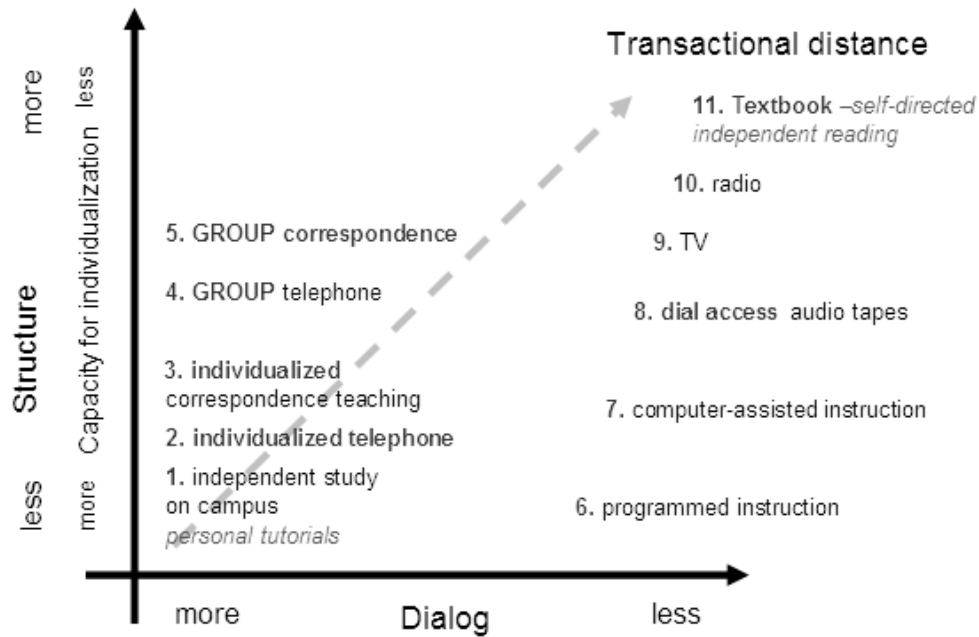 Transactional distance
11. Textbook –self-directed
independent reading
10. radio
5. GROUP correspondence
9. TV
4. GROUP telephone
8. dial access audio tapes
3. individualized
correspondence teaching
7. computer-assisted instruction
2. individualized telephone
1. independent study
on campus
personal tutorials
6. programmed instruction
less Structure more
more Capacity for individualization less
more Dialog less